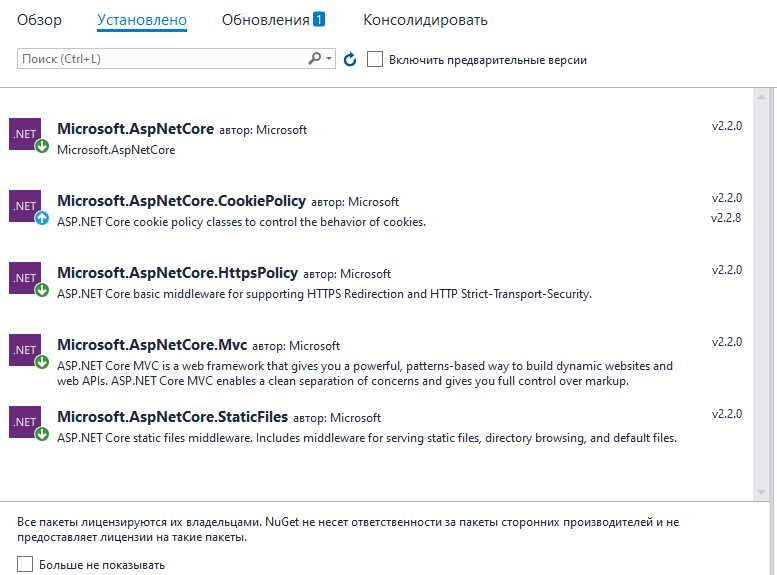 Обзор Установлено Обновления 1 Консолидировать
Поиск (Ctrl+L) Включить предварительные версии
.NET Microsoft.AspNetCore автор: Microsoft v2.2.0
Microsoft.AspNetCore
.NET Microsoft.AspNetCore.CookiePolicy автор: Microsoft v2.2.0
ASP.NET Core cookie policy classes to control the behavior of cookies. v2.2.8
.NET Microsoft.AspNetCore.HttpsPolicy автор: Microsoft v2.2.0
ASP.NET Core basic middleware for supporting HTTPS Redirection and HTTP Strict-Transport-Security.
.NET Microsoft.AspNetCore.Mvc автор: Microsoft v2.2.0
ASP.NET Core MVC is a web framework that gives you a powerful, patterns-based way to build dynamic websites and
web APIs. ASP.NET Core MVC enables a clean separation of concerns and gives you full control over markup.
.NET Microsoft.AspNetCore.StaticFiles автор: Microsoft v2.2.0
ASP.NET Core static files middleware. Includes middleware for serving static files, directory browsing, and default files.
Все пакеты лицензируются их владельцами. NuGet не несет ответственности за пакеты сторонних производителей и не
предоставляет лицензии на такие пакеты.
Больше не показывать